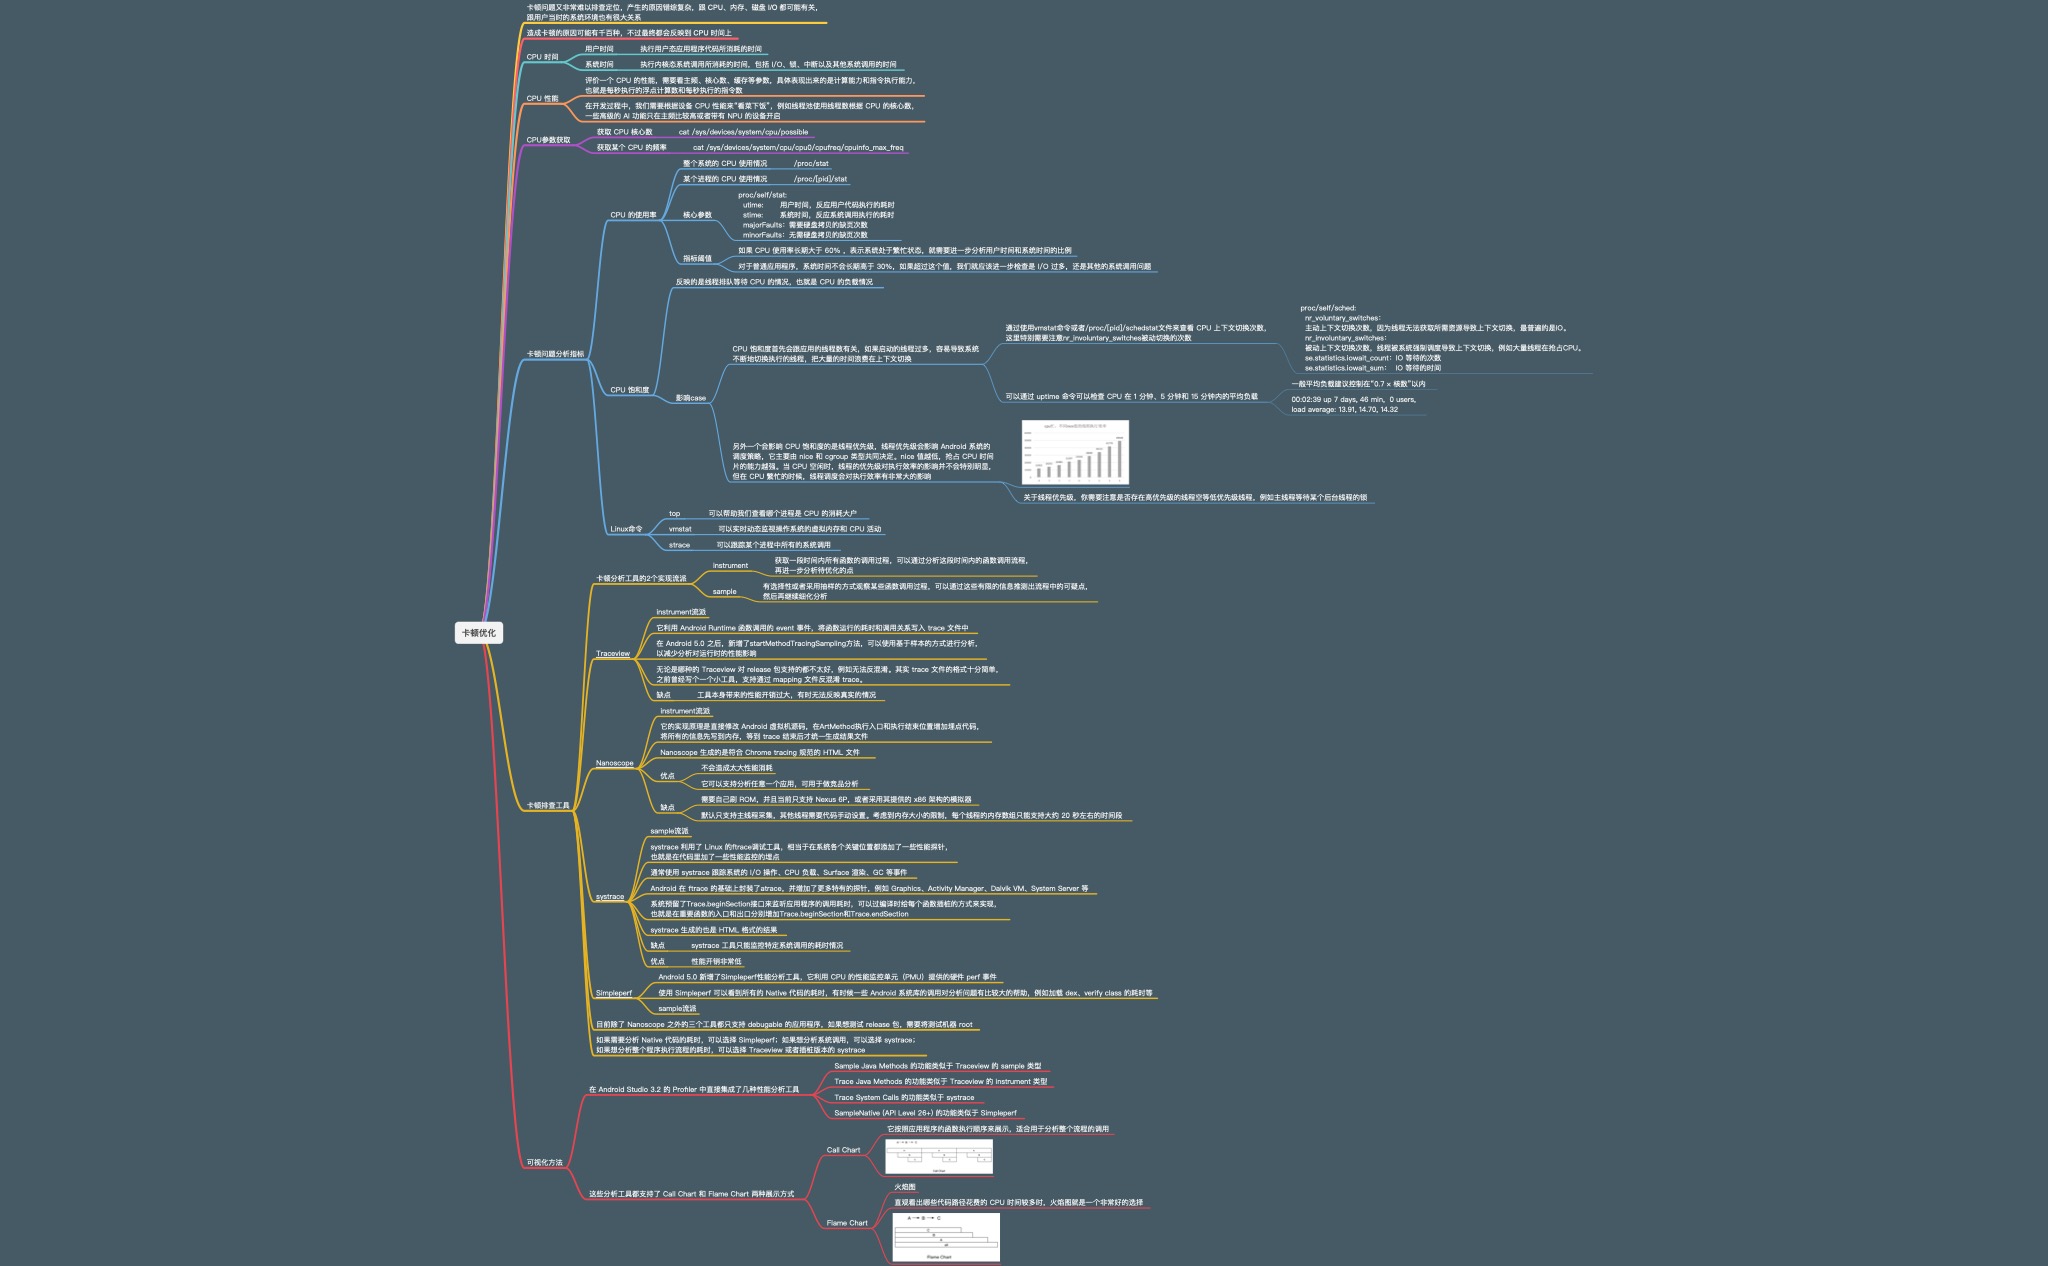 卡顿优化
卡顿问题又非常难以排查定位，产生的原因错综复杂，跟 CPU、内存、磁盘 I/O 都可能有关，
跟用户当时的系统环境也有很大关系
造成卡顿的原因可能有千百种，不过最终都会反映到 CPU 时间上
CPU 时间
用户时间
执行用户态应用程序代码所消耗的时间
系统时间
执行内核态系统调用所消耗的时间，包括 I/O、锁、中断以及其他系统调用的时间
CPU 性能
评价一个 CPU 的性能，需要看主频、核心数、缓存等参数，具体表现出来的是计算能力和指令执行能力，
也就是每秒执行的浮点计算数和每秒执行的指令数
在开发过程中，我们需要根据设备 CPU 性能来“看菜下饭”，例如线程池使用线程数根据 CPU 的核心数，
一些高级的 AI 功能只在主频比较高或者带有 NPU 的设备开启
CPU参数获取
获取 CPU 核心数
cat /sys/devices/system/cpu/possible
获取某个 CPU 的频率
cat /sys/devices/system/cpu/cpu0/cpufreq/cpuinfo_max_freq
卡顿问题分析指标
CPU 的使用率
整个系统的 CPU 使用情况
/proc/stat
某个进程的 CPU 使用情况
/proc/[pid]/stat
核心参数
proc/self/stat:
utime: 用户时间，反应用户代码执行的耗时
stime: 系统时间，反应系统调用执行的耗时
majorFaults：需要硬盘拷贝的缺页次数
minorFaults：无需硬盘拷贝的缺页次数
指标阈值
如果 CPU 使用率长期大于 60% ，表示系统处于繁忙状态，就需要进一步分析用户时间和系统时间的比例
对于普通应用程序，系统时间不会长期高于 30%，如果超过这个值，我们就应该进一步检查是 I/O 过多，还是其他的系统调用问题
CPU 饱和度
反映的是线程排队等待 CPU 的情况，也就是 CPU 的负载情况
影响case
CPU 饱和度首先会跟应用的线程数有关，如果启动的线程过多，容易导致系统
不断地切换执行的线程，把大量的时间浪费在上下文切换
通过使用vmstat命令或者/proc/[pid]/schedstat文件来查看 CPU 上下文切换次数，
这里特别需要注意nr_involuntary_switches被动切换的次数
proc/self/sched:
nr_voluntary_switches：
主动上下文切换次数，因为线程无法获取所需资源导致上下文切换，最普遍的是IO。
nr_involuntary_switches：
被动上下文切换次数，线程被系统强制调度导致上下文切换，例如大量线程在抢占CPU。
se.statistics.iowait_count：IO 等待的次数
se.statistics.iowait_sum： IO 等待的时间
可以通过 uptime 命令可以检查 CPU 在 1 分钟、5 分钟和 15 分钟内的平均负载
一般平均负载建议控制在“0.7 × 核数”以内
00:02:39 up 7 days, 46 min, 0 users,
load average: 13.91, 14.70, 14.32
另外一个会影响 CPU 饱和度的是线程优先级，线程优先级会影响 Android 系统的
调度策略，它主要由 nice 和 cgroup 类型共同决定。nice 值越低，抢占 CPU 时间
片的能力越强。当 CPU 空闲时，线程的优先级对执行效率的影响并不会特别明显，
但在 CPU 繁忙的时候，线程调度会对执行效率有非常大的影响
关于线程优先级，你需要注意是否存在高优先级的线程空等低优先级线程，例如主线程等待某个后台线程的锁
Linux命令
top
可以帮助我们查看哪个进程是 CPU 的消耗大户
vmstat
可以实时动态监视操作系统的虚拟内存和 CPU 活动
strace
可以跟踪某个进程中所有的系统调用
卡顿排查工具
卡顿分析工具的2个实现流派
instrument
获取一段时间内所有函数的调用过程，可以通过分析这段时间内的函数调用流程，
再进一步分析待优化的点
sample
有选择性或者采用抽样的方式观察某些函数调用过程，可以通过这些有限的信息推测出流程中的可疑点，
然后再继续细化分析
Traceview
instrument流派
它利用 Android Runtime 函数调用的 event 事件，将函数运行的耗时和调用关系写入 trace 文件中
在 Android 5.0 之后，新增了startMethodTracingSampling方法，可以使用基于样本的方式进行分析，
以减少分析对运行时的性能影响
无论是哪种的 Traceview 对 release 包支持的都不太好，例如无法反混淆。其实 trace 文件的格式十分简单，
之前曾经写个一个小工具，支持通过 mapping 文件反混淆 trace。
缺点
工具本身带来的性能开销过大，有时无法反映真实的情况
Nanoscope
instrument流派
它的实现原理是直接修改 Android 虚拟机源码，在ArtMethod执行入口和执行结束位置增加埋点代码，
将所有的信息先写到内存，等到 trace 结束后才统一生成结果文件
Nanoscope 生成的是符合 Chrome tracing 规范的 HTML 文件
优点
不会造成太大性能消耗
它可以支持分析任意一个应用，可用于做竞品分析
缺点
需要自己刷 ROM，并且当前只支持 Nexus 6P，或者采用其提供的 x86 架构的模拟器
默认只支持主线程采集，其他线程需要代码手动设置。考虑到内存大小的限制，每个线程的内存数组只能支持大约 20 秒左右的时间段
systrace
sample流派
systrace 利用了 Linux 的ftrace调试工具，相当于在系统各个关键位置都添加了一些性能探针，
也就是在代码里加了一些性能监控的埋点
通常使用 systrace 跟踪系统的 I/O 操作、CPU 负载、Surface 渲染、GC 等事件
Android 在 ftrace 的基础上封装了atrace，并增加了更多特有的探针，例如 Graphics、Activity Manager、Dalvik VM、System Server 等
系统预留了Trace.beginSection接口来监听应用程序的调用耗时，可以过编译时给每个函数插桩的方式来实现，
也就是在重要函数的入口和出口分别增加Trace.beginSection和Trace.endSection
systrace 生成的也是 HTML 格式的结果
缺点
systrace 工具只能监控特定系统调用的耗时情况
优点
性能开销非常低
Simpleperf
Android 5.0 新增了Simpleperf性能分析工具，它利用 CPU 的性能监控单元（PMU）提供的硬件 perf 事件
使用 Simpleperf 可以看到所有的 Native 代码的耗时，有时候一些 Android 系统库的调用对分析问题有比较大的帮助，例如加载 dex、verify class 的耗时等
sample流派
目前除了 Nanoscope 之外的三个工具都只支持 debugable 的应用程序，如果想测试 release 包，需要将测试机器 root
如果需要分析 Native 代码的耗时，可以选择 Simpleperf；如果想分析系统调用，可以选择 systrace；
如果想分析整个程序执行流程的耗时，可以选择 Traceview 或者插桩版本的 systrace
可视化方法
在 Android Studio 3.2 的 Profiler 中直接集成了几种性能分析工具
Sample Java Methods 的功能类似于 Traceview 的 sample 类型
Trace Java Methods 的功能类似于 Traceview 的 instrument 类型
Trace System Calls 的功能类似于 systrace
SampleNative (API Level 26+) 的功能类似于 Simpleperf
这些分析工具都支持了 Call Chart 和 Flame Chart 两种展示方式
Call Chart
它按照应用程序的函数执行顺序来展示，适合用于分析整个流程的调用
Flame Chart
火焰图
直观看出哪些代码路径花费的 CPU 时间较多时，火焰图就是一个非常好的选择
A B C
Flame Chart